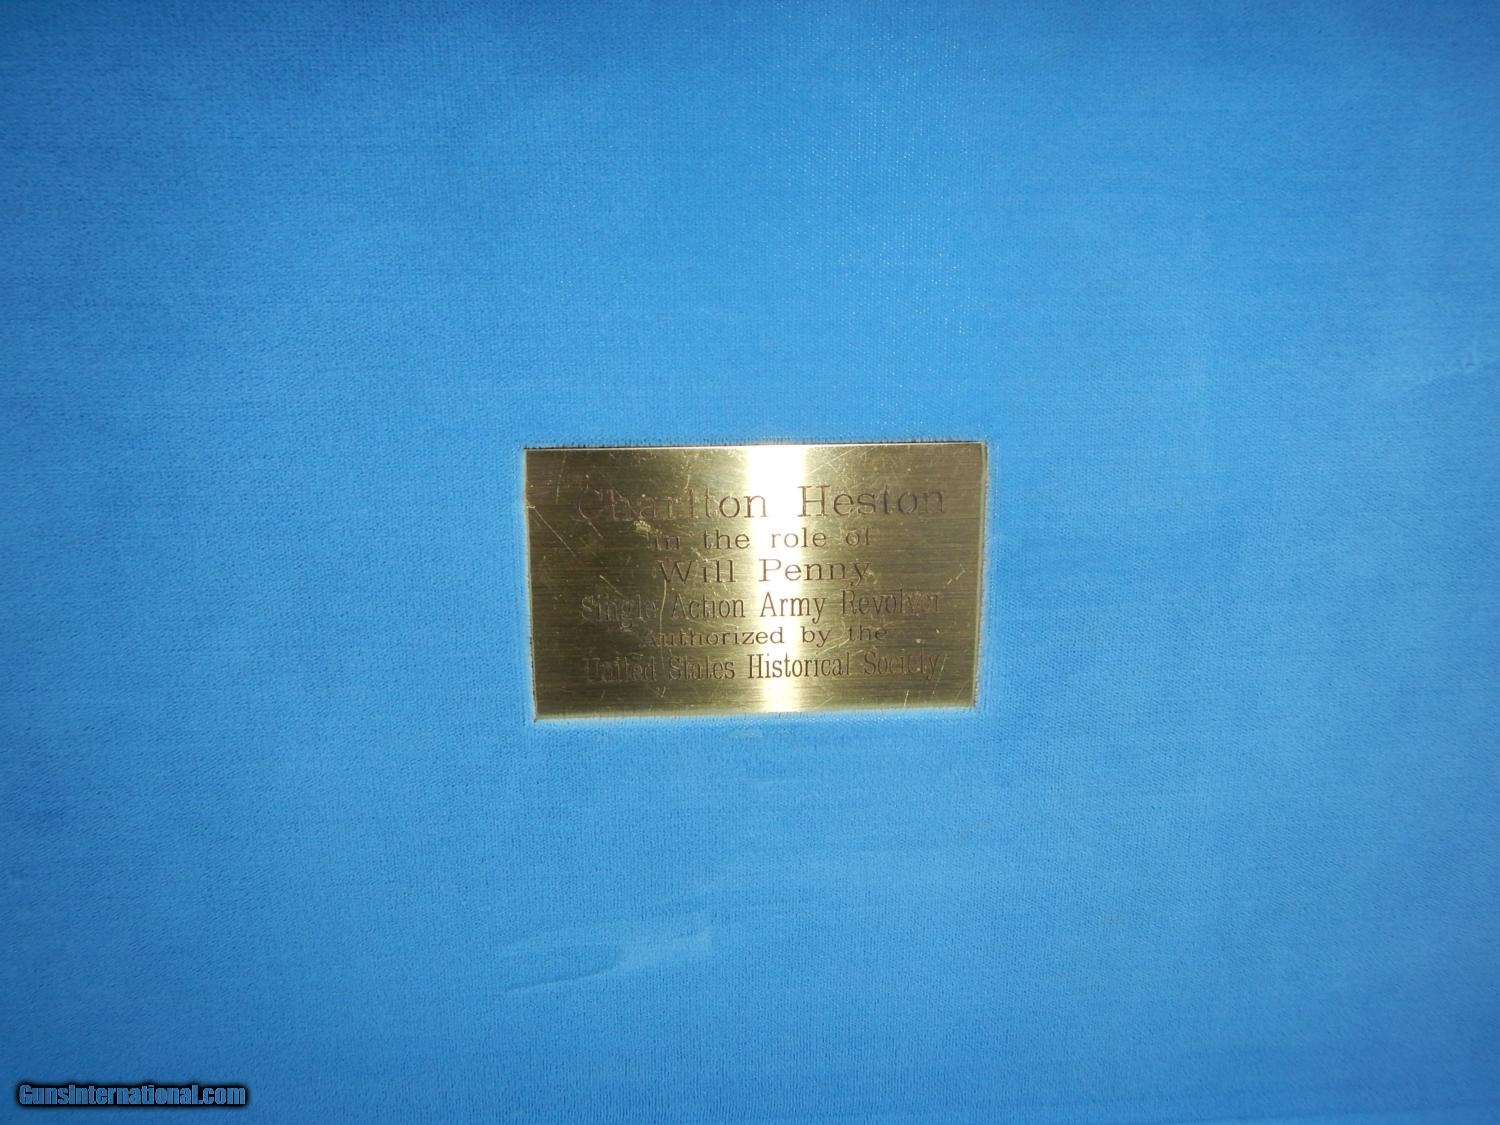 Charlton Heston
in the role of
Will Penny
Single Action Army Revolver
Authorized by the
United States Historical Society
GunsInternational.com